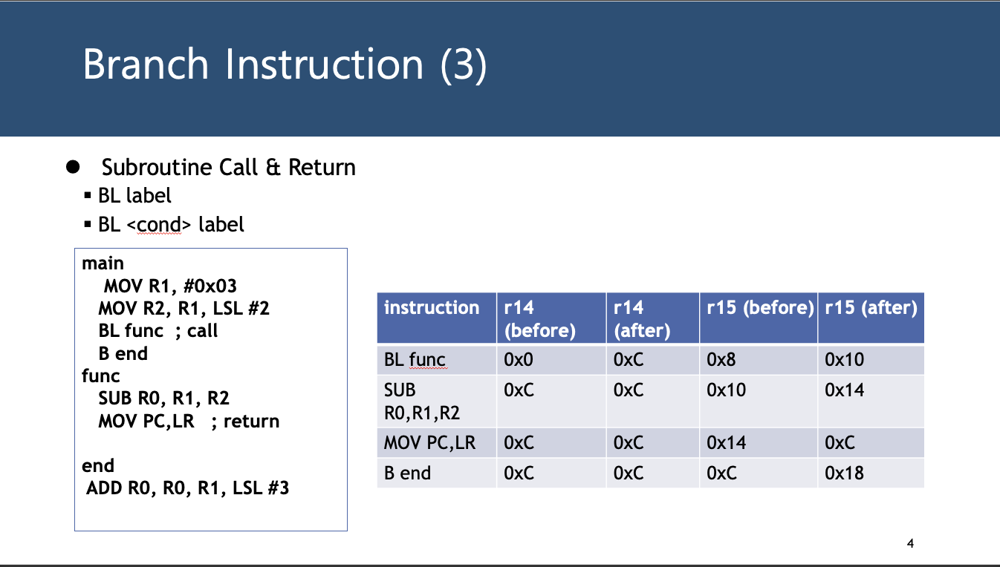 Branch Instruction (3)
● Subroutine Call & Return
▪ BL label
▪ BL <cond> label
main
MOV R1, #0x03
MOV R2, R1, LSL #2
BL func ; call
B end
func
SUB R0, R1, R2
MOV PC,LR ; return
end
ADD R0, R0, R1, LSL #3
instruction r14 (before) r14 (after) r15 (before) r15 (after)
BL func 0x0 0xC 0x8 0x10
SUB R0,R1,R2 0xC 0xC 0x10 0x14
MOV PC,LR 0xC 0xC 0x14 0xC
B end 0xC 0xC 0xC 0x18
4